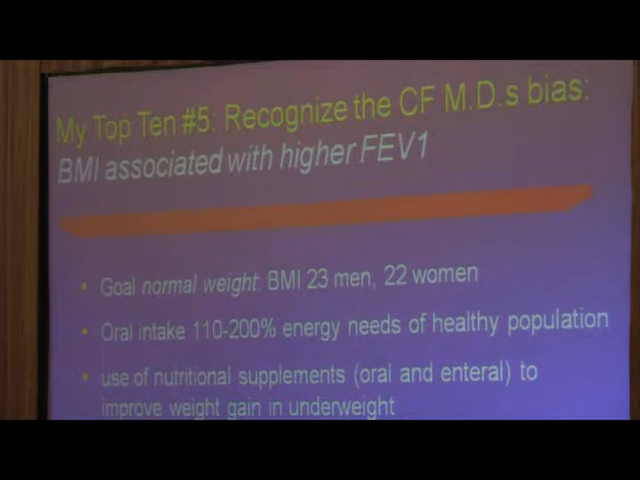 My Top Ten #5: Recognize the CF M.D.s bias:
BMI associated with higher FEV1
• Goal normal weight: BMI 23 men, 22 women
• Oral intake 110-200% energy needs of healthy population
• use of nutritional supplements (oral and enteral) to
improve weight gain in underweight